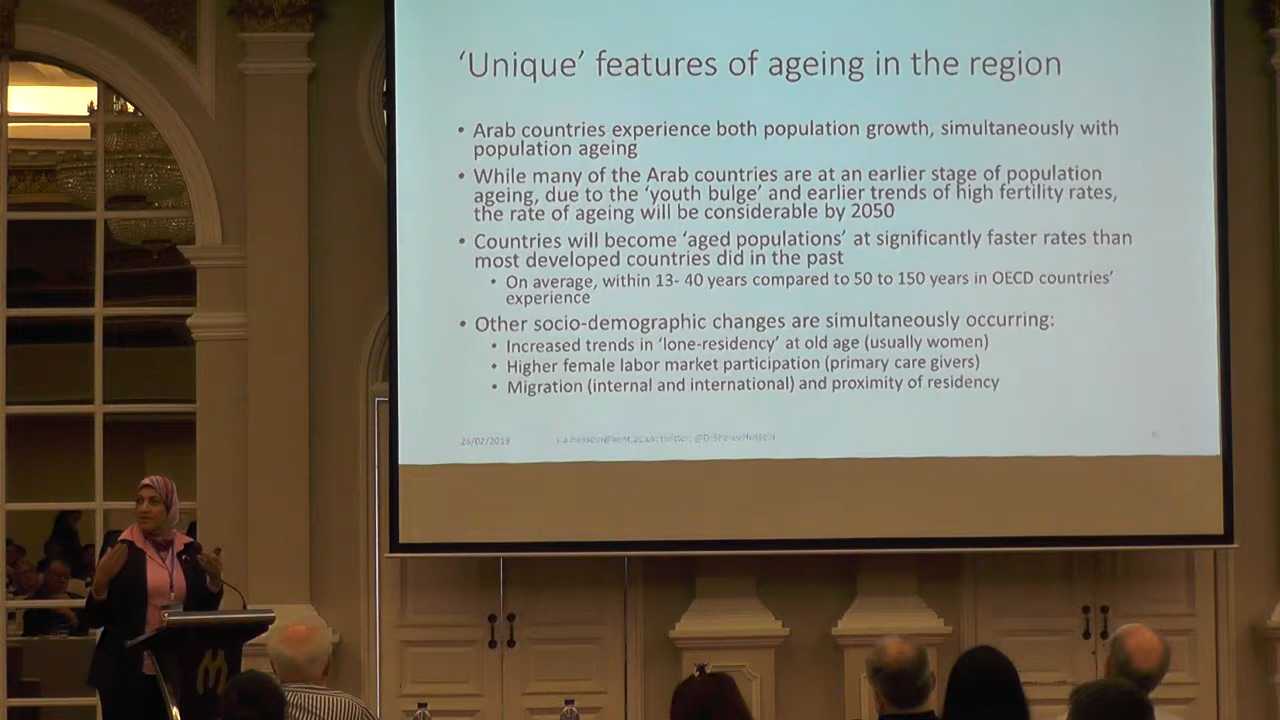 ‘Unique’ features of ageing in the region
• Arab countries experience both population growth, simultaneously with
population ageing
• While many of the Arab countries are at an earlier stage of population
ageing, due to the ‘youth bulge’ and earlier trends of high fertility rates,
the rate of ageing will be considerable by 2050
• Countries will become ‘aged populations’ at significantly faster rates than
most developed countries did in the past
• On average, within 13- 40 years compared to 50 to 150 years in OECD countries’
experience
• Other socio-demographic changes are simultaneously occurring:
• Increased trends in ‘lone-residency’ at old age (usually women)
• Higher female labor market participation (primary care givers)
• Migration (internal and international) and proximity of residency
twitter; @DrShereeHussein
M